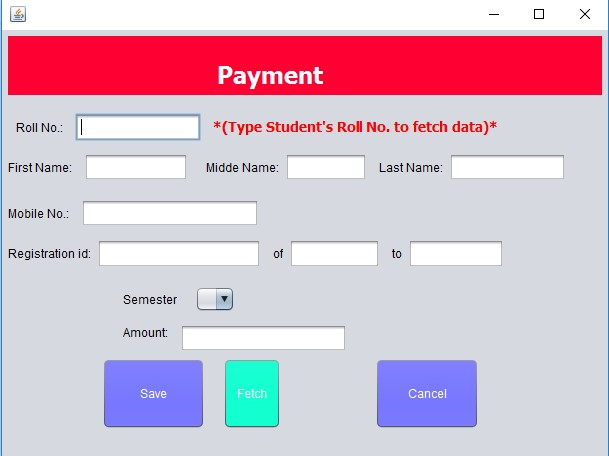 Payment
Roll No.: *(Type Student's Roll No. to fetch data)*
First Name: Midde Name: Last Name:
Mobile No.:
Registration id: of to
Semester
Amount:
Save Fetch Cancel